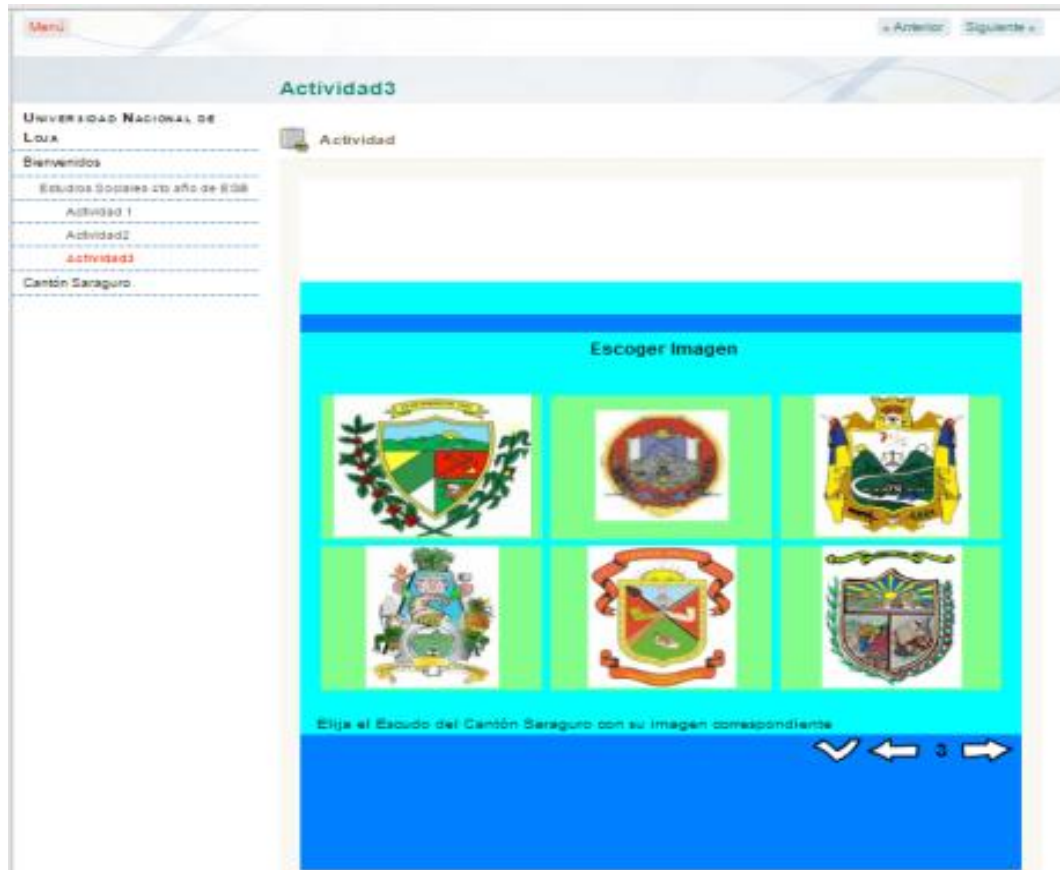 Menú
« Anterior Siguiente »
Actividad3
UNIVERSIDAD NACIONAL DE
LOJA
Bienvenidos
Estudios Sociales 4to año de EGB
Actividad 1
Actividad2
Actividad3
Cantón Saraguro
Actividad
Escoger Imagen
Elija el Escudo del Cantón Saraguro con su imagen correspondiente
3